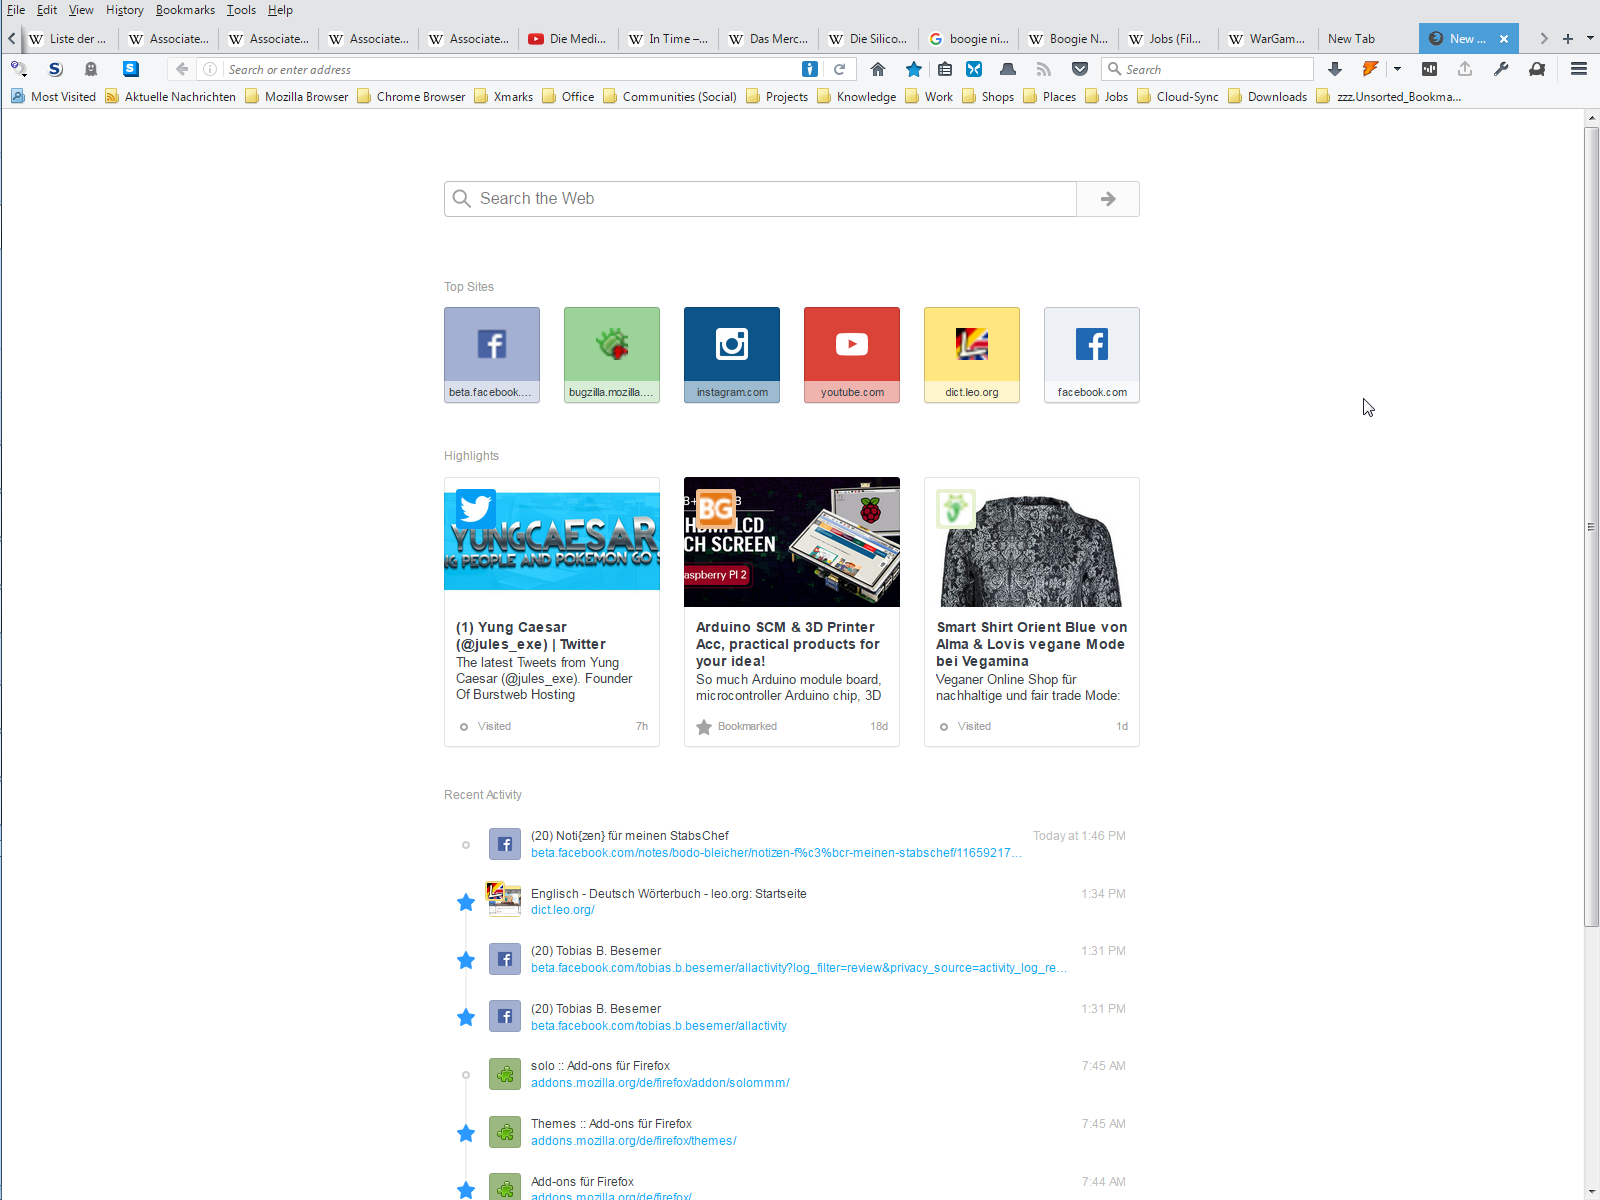 File Edit View History Bookmarks Tools Help
Liste der ... Associate... Associate... Associate... Associate... Die Medi... In Time –... Das Merc... Die Silico... boogie ni... Boogie N... Jobs (Fil... WarGam... New Tab New ...
Search or enter address Search
Most Visited Aktuelle Nachrichten Mozilla Browser Chrome Browser Xmarks Office Communities (Social) Projects Knowledge Work Shops Places Jobs Cloud-Sync Downloads zzz.Unsorted_Bookma...
Search the Web
Top Sites
beta.facebook.... bugzilla.mozilla.... instagram.com youtube.com dict.leo.org facebook.com
Highlights
YUNGCAESAR
G PEOPLE AND POKEMON GO
BG
LCD
CH SCREEN
aspberry PI 2
(1) Yung Caesar
(@jules_exe) | Twitter
The latest Tweets from Yung
Caesar (@jules_exe). Founder
Of Burstweb Hosting
Visited 7h
Arduino SCM & 3D Printer
Acc, practical products for
your idea!
So much Arduino module board,
microcontroller Arduino chip, 3D
Bookmarked 18d
Smart Shirt Orient Blue von
Alma & Lovis vegane Mode
bei Vegamina
Veganer Online Shop für
nachhaltige und fair trade Mode:
Visited 1d
Recent Activity
(20) Noti{zen} für meinen StabsChef Today at 1:46 PM
beta.facebook.com/notes/bodo-bleicher/notizen-f%c3%bcr-meinen-stabschef/11659217...
Englisch - Deutsch Wörterbuch - leo.org: Startseite 1:34 PM
dict.leo.org/
(20) Tobias B. Besemer 1:31 PM
beta.facebook.com/tobias.b.besemer/allactivity?log_filter=review&privacy_source=activity_log_re...
(20) Tobias B. Besemer 1:31 PM
beta.facebook.com/tobias.b.besemer/allactivity
solo :: Add-ons für Firefox 7:45 AM
addons.mozilla.org/de/firefox/addon/solommm/
Themes :: Add-ons für Firefox 7:45 AM
addons.mozilla.org/de/firefox/themes/
Add-ons für Firefox 7:44 AM
addons.mozilla.org/de/firefox/